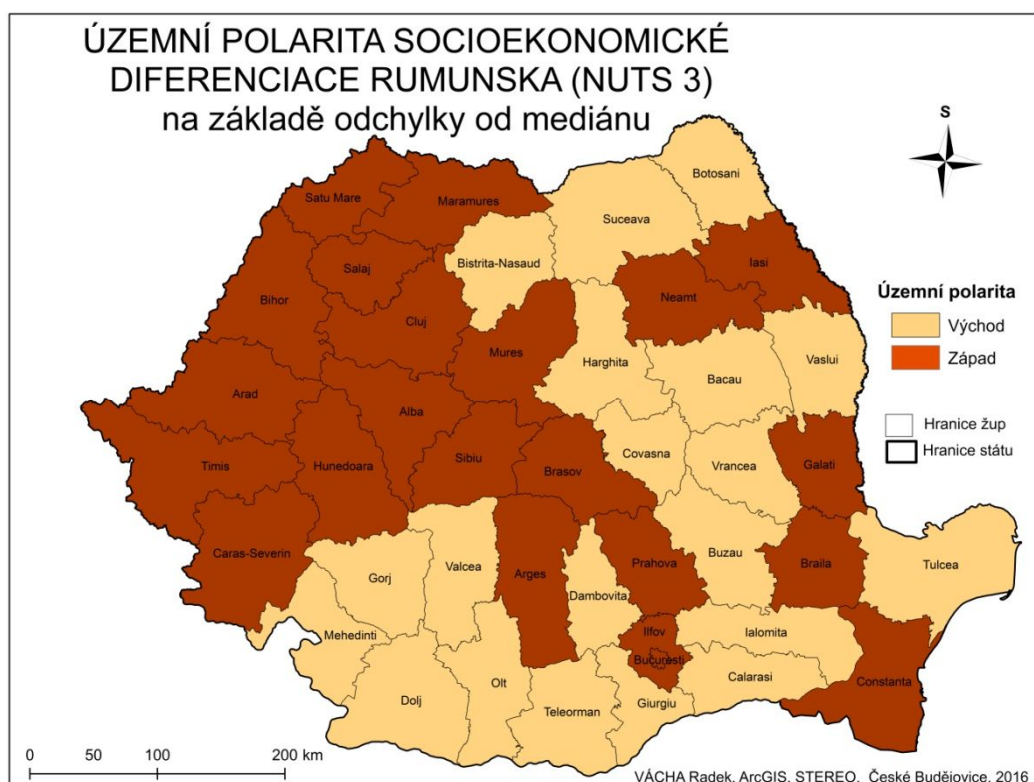 ÚZEMNÍ POLARITA SOCIOEKONOMICKÉ
DIFERENCIACE RUMUNSKA (NUTS 3)
na základě odchylky od mediánu
S
Botosani
Satu Mare
Maramures
Suceava
Bistrita-Nasaud
Iasi
Salaj
Neamt
Bihor
Cluj
Mures
Harghita
Vaslui
Bacau
Arad
Alba
Covasna
Timis
Hunedoara
Sibiu
Brasov
Vrancea
Galati
Caras-Severin
Gorj
Valcea
Arges
Prahova
Buzau
Braila
Tulcea
Dambovita
Mehedinti
Ilfov
Ialomita
Bucuresti
Calarasi
Constanta
Dolj
Olt
Teleorman
Giurgiu
Územní polarita
Východ
Západ
Hranice žup
Hranice státu
0 50 100 200 km
VÁCHA Radek, ArcGIS, STEREO, České Budějovice, 2016